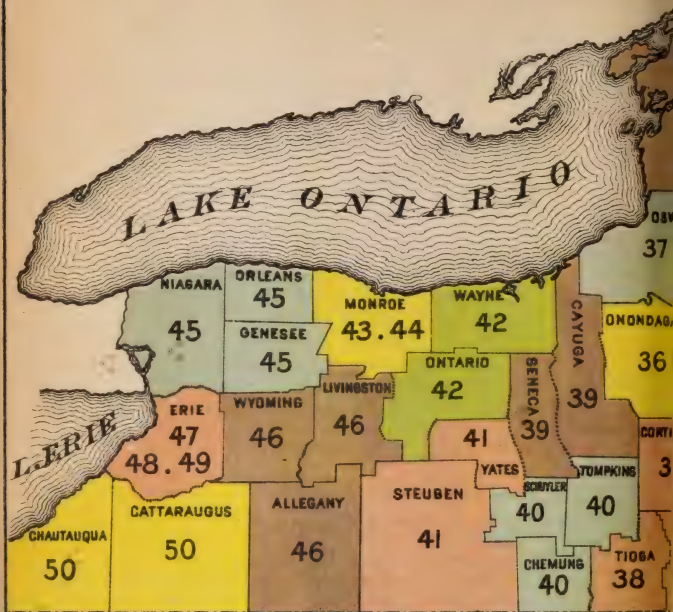 LAKE ONTARIO
OSW
37
NIAGARA
45
ORLEANS
45
GENESEE
45
MONROE
43.44
WAYNE
42
CAYUGA
39
ONONDAGA
36
ONTARIO
42
SENECA
39
LIVINGSTON
46
WYOMING
46
ERIE
47
48.49
L.ERIE
41
YATES
CORTI
3
SCHUYLER
40
TOMPKINS
40
STEUBEN
41
ALLEGANY
46
CATTARAUGUS
50
CHAUTAUQUA
50
CHEMUNG
40
TIOGA
38